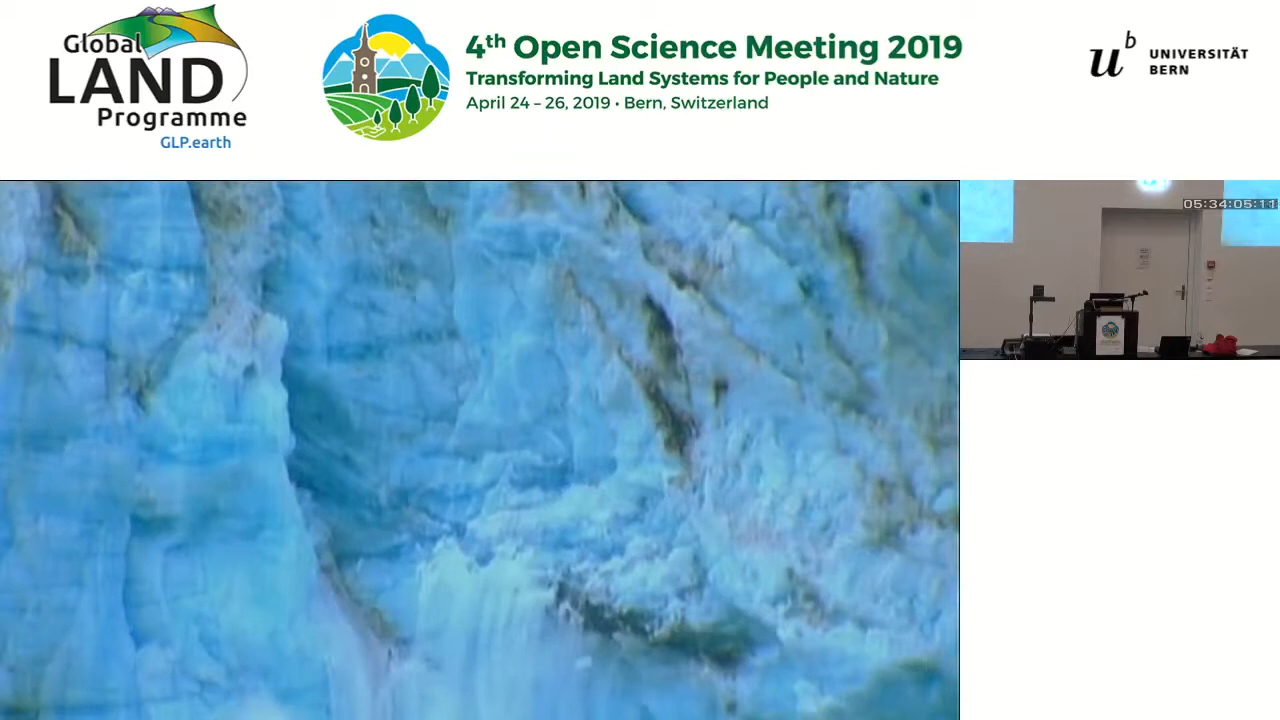 Global
LAND
Programme
GLP.earth
4th Open Science Meeting 2019
Transforming Land Systems for People and Nature
April 24 – 26, 2019 • Bern, Switzerland
u b
UNIVERSITÄT
BERN
05:34:05:11